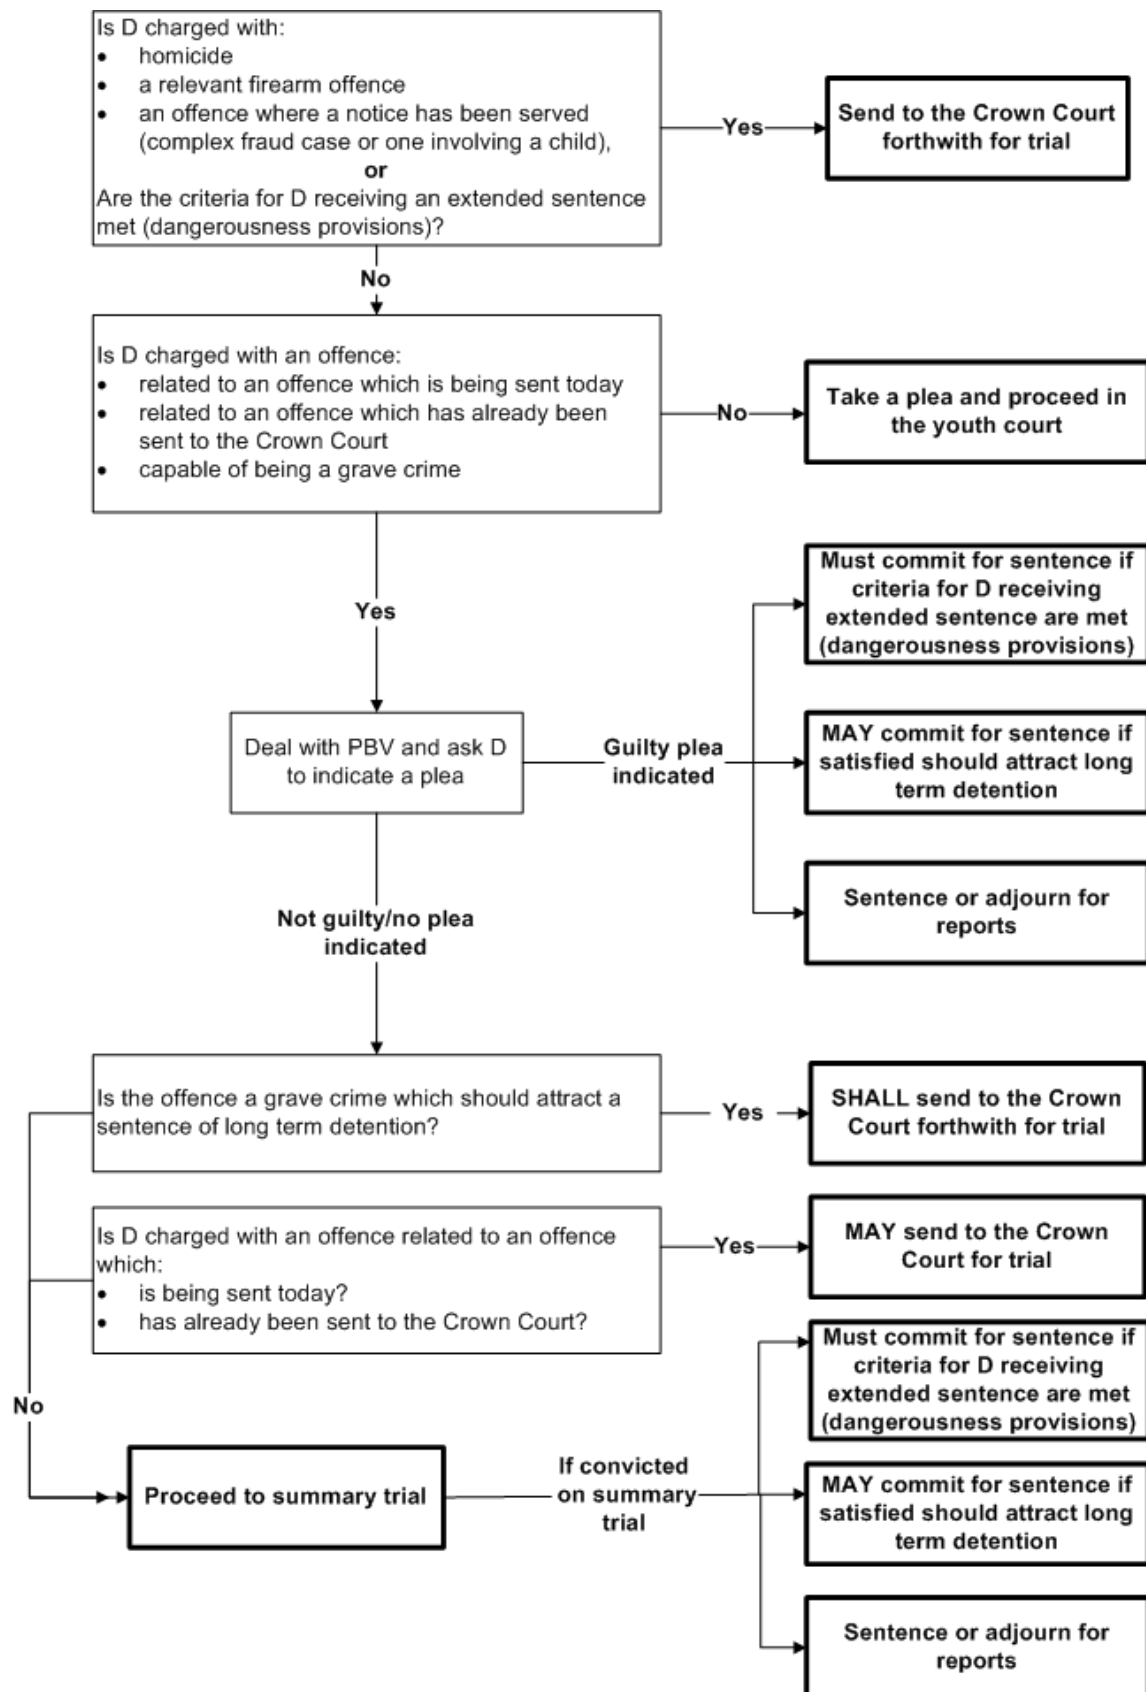 Is D charged with:
• homicide
• a relevant firearm offence
• an offence where a notice has been served
(complex fraud case or one involving a child),
or
Are the criteria for D receiving an extended sentence
met (dangerousness provisions)?
Yes
Send to the Crown Court
forthwith for trial
No
Is D charged with an offence:
• related to an offence which is being sent today
• related to an offence which has already been
sent to the Crown Court
• capable of being a grave crime
No
Take a plea and proceed in
the youth court
Yes
Deal with PBV and ask D
to indicate a plea
Guilty plea
indicated
Must commit for sentence if
criteria for D receiving
extended sentence are met
(dangerousness provisions)
MAY commit for sentence if
satisfied should attract long
term detention
Sentence or adjourn for
reports
Not guilty/no plea
indicated
Is the offence a grave crime which should attract a
sentence of long term detention?
Yes
SHALL send to the Crown
Court forthwith for trial
Is D charged with an offence related to an offence
which:
• is being sent today?
• has already been sent to the Crown Court?
Yes
MAY send to the Crown
Court for trial
No
Proceed to summary trial
If convicted
on summary
trial
Must commit for sentence if
criteria for D receiving
extended sentence are met
(dangerousness provisions)
MAY commit for sentence if
satisfied should attract long
term detention
Sentence or adjourn for
reports